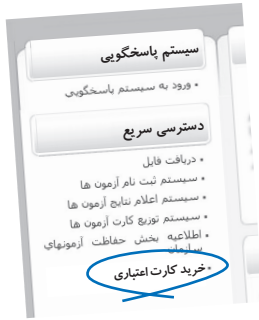 سیستم پاسخگویی
• ورود به سیستم پاسخگویی
دسترسی سریع
• دریافت فایل
• سیستم ثبت نام آزمون ها
• سیستم اعلام نتایج آزمون ها
• سیستم توزیع کارت آزمون ها
• اطلاعیه بخش حفاظت آزمونهای
سازمان
• خرید کارت اعتباری